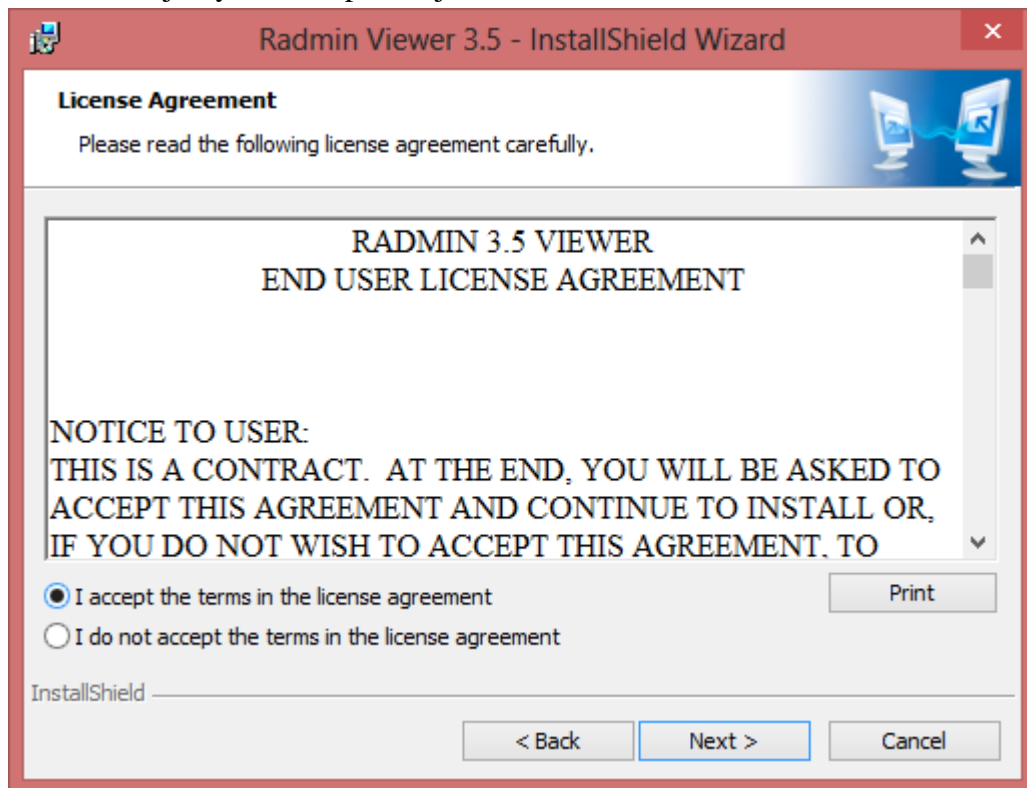 Radmin Viewer 3.5 - InstallShield Wizard
License Agreement
Please read the following license agreement carefully.
RADMIN 3.5 VIEWER
END USER LICENSE AGREEMENT
NOTICE TO USER:
THIS IS A CONTRACT. AT THE END, YOU WILL BE ASKED TO
ACCEPT THIS AGREEMENT AND CONTINUE TO INSTALL OR,
IF YOU DO NOT WISH TO ACCEPT THIS AGREEMENT, TO
I accept the terms in the license agreement
Print
I do not accept the terms in the license agreement
InstallShield
< Back
Next >
Cancel